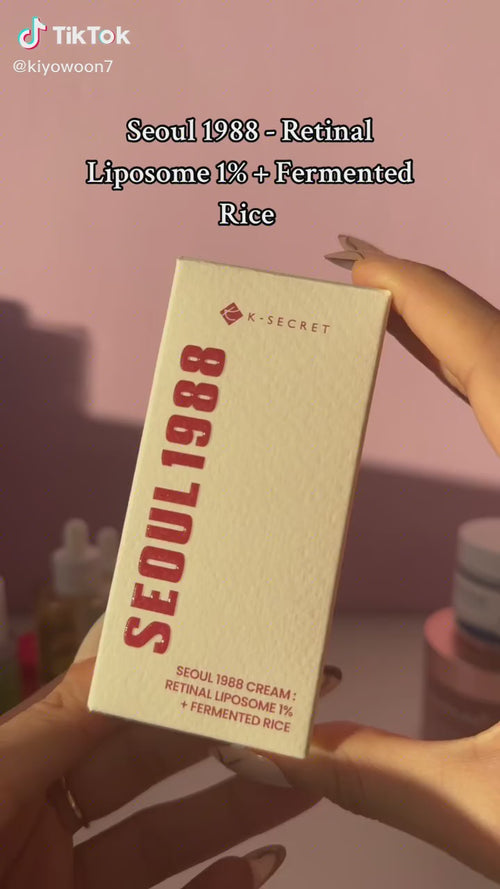 TikTok
@kiyowoon7
Seoul 1988 - Retinal
Liposome 1% + Fermented
Rice
K-SECRET
SEOUL 1988
SEOUL 1988 CREAM :
RETINAL LIPOSOME 1%
+ FERMENTED RICE